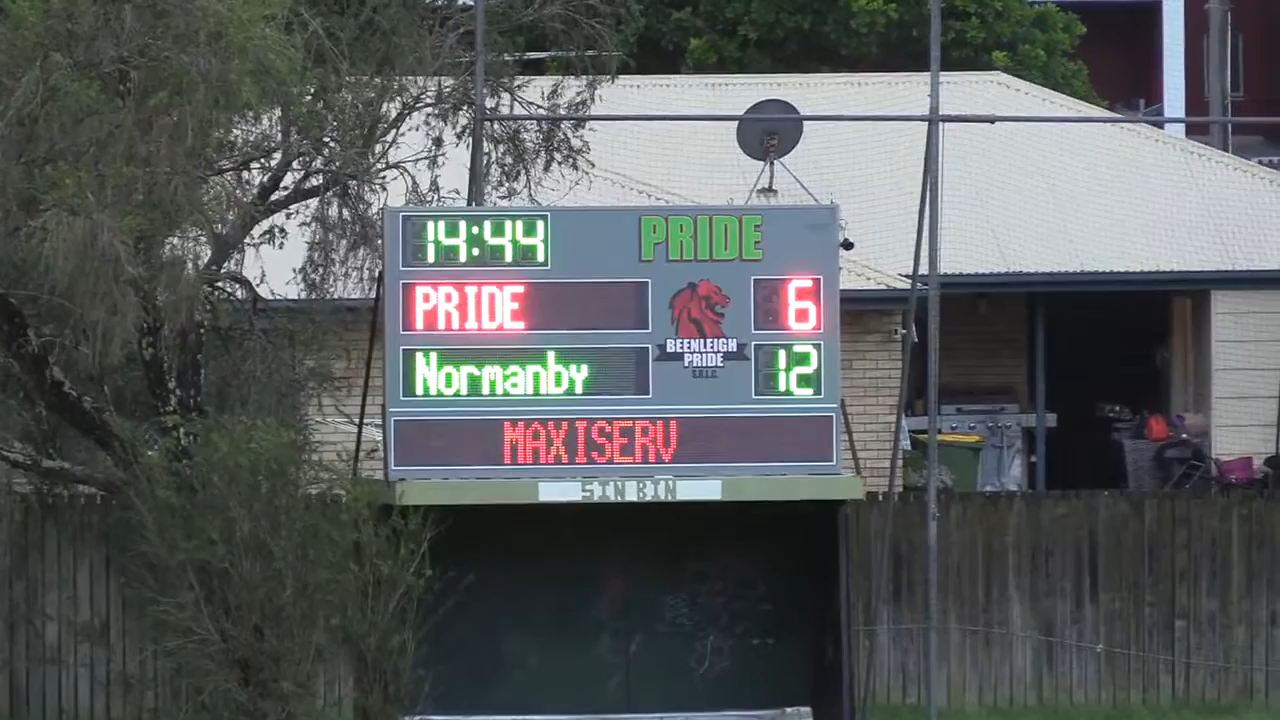 14:44
PRIDE
PRIDE
6
BEENLEIGH
PRIDE
S.R.L.C.
Normanby
12
MAXISERV
SIN BIN